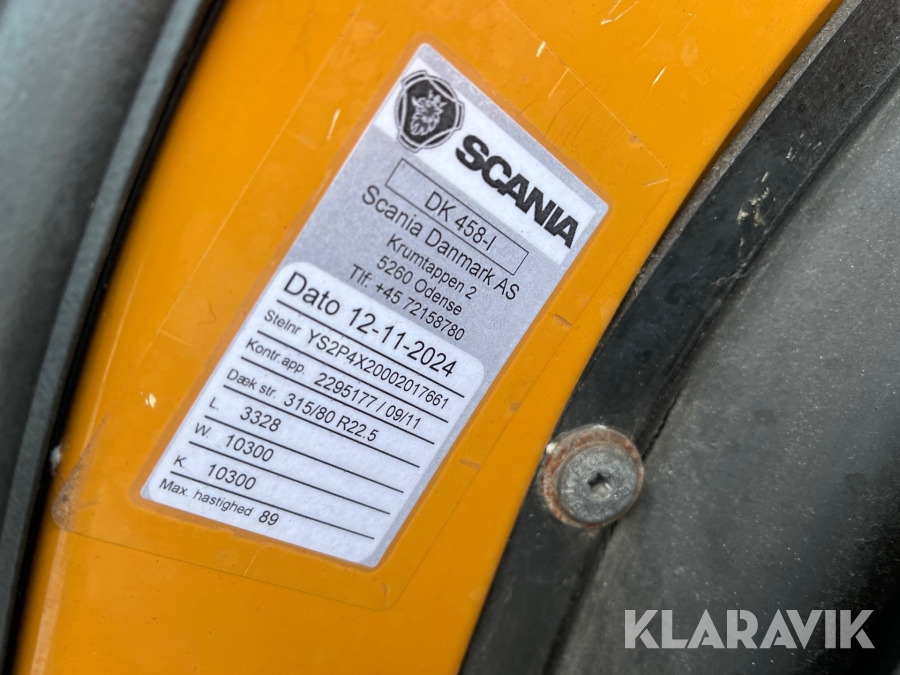 SCANIA
DK 458-I
Scania Danmark AS
Krumtappen 2
5260 Odense
Tlf: +45 72158780
Dato 12-11-2024
Stelnr YS2P4X20002017661
Kontr.app. 2295177 / 09/11
Dæk str. 315/80 R22.5
L. 3328
W. 10300
K. 10300
Max. hastighed 89
KLARAVIK